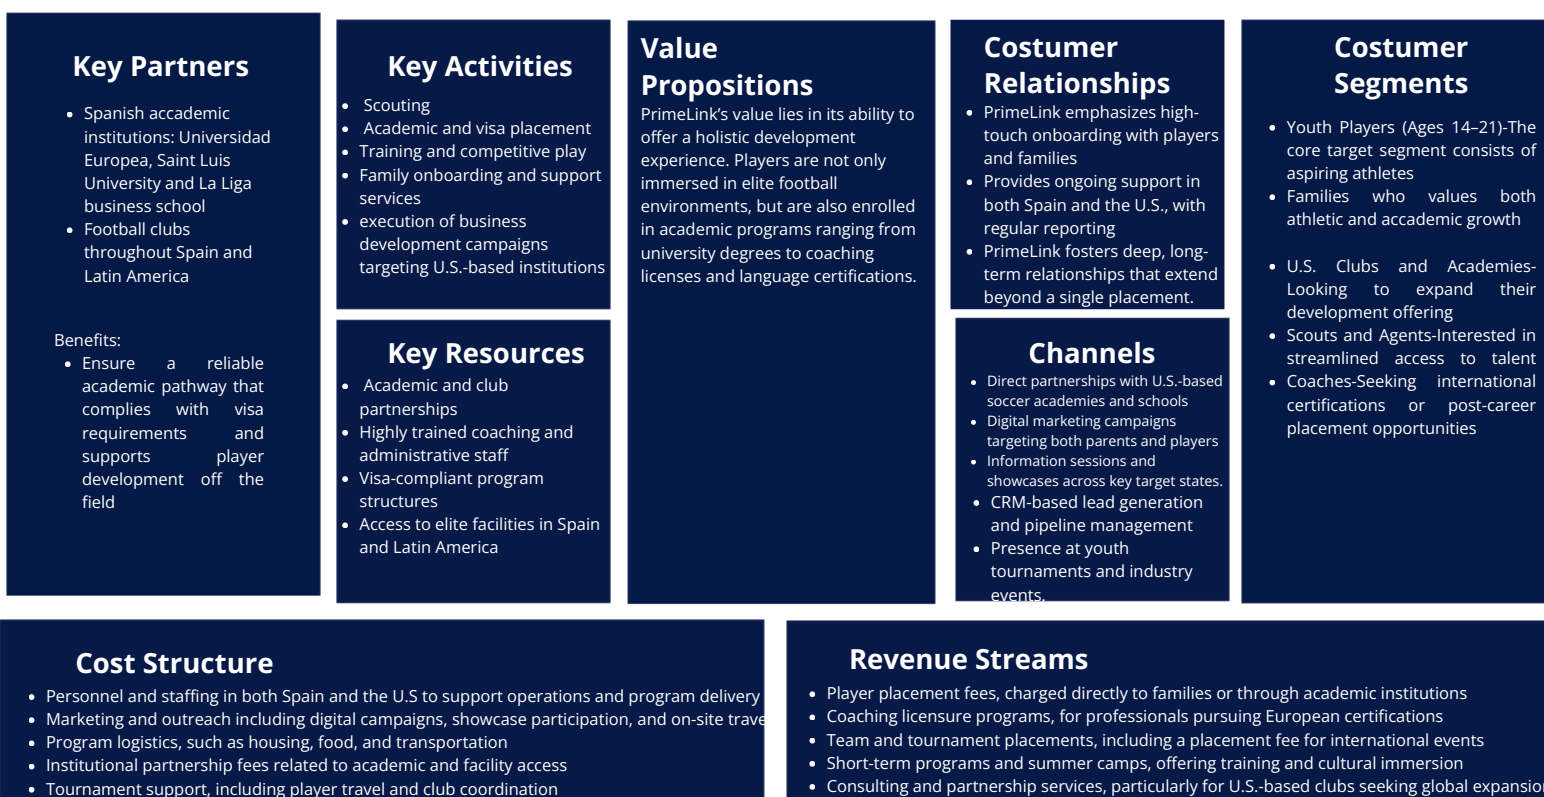 Key Partners
Spanish accademic
institutions: Universidad
Europea, Saint Luis
University and La Liga
business school
Football clubs
throughout Spain and
Latin America
Benefits:
Ensure a reliable
academic pathway that
complies with visa
requirements and
supports player
development off the
field
Key Activities
Scouting
Academic and visa placement
Training and competitive play
Family onboarding and support
services
execution of business
development campaigns
targeting U.S.-based institutions
Key Resources
Academic and club
partnerships
Highly trained coaching and
administrative staff
Visa-compliant program
structures
Access to elite facilities in Spain
and Latin America
Value
Propositions
PrimeLink’s value lies in its ability to
offer a holistic development
experience. Players are not only
immersed in elite football
environments, but are also enrolled
in academic programs ranging from
university degrees to coaching
licenses and language certifications.
Costumer
Relationships
PrimeLink emphasizes high-
touch onboarding with players
and families
Provides ongoing support in
both Spain and the U.S., with
regular reporting
PrimeLink fosters deep, long-
term relationships that extend
beyond a single placement.
Channels
Direct partnerships with U.S.-based
soccer academies and schools
Digital marketing campaigns
targeting both parents and players
Information sessions and
showcases across key target states.
CRM-based lead generation
and pipeline management
Presence at youth
tournaments and industry
events.
Costumer
Segments
Youth Players (Ages 14–21)-The
core target segment consists of
aspiring athletes
Families who values both
athletic and accademic growth
U.S. Clubs and Academies-
Looking to expand their
development offering
Scouts and Agents-Interested in
streamlined access to talent
Coaches-Seeking international
certifications or post-career
placement opportunities
Cost Structure
Personnel and staffing in both Spain and the U.S to support operations and program delivery
Marketing and outreach including digital campaigns, showcase participation, and on-site trave
Program logistics, such as housing, food, and transportation
Institutional partnership fees related to academic and facility access
Tournament support, including player travel and club coordination
Revenue Streams
Player placement fees, charged directly to families or through academic institutions
Coaching licensure programs, for professionals pursuing European certifications
Team and tournament placements, including a placement fee for international events
Short-term programs and summer camps, offering training and cultural immersion
Consulting and partnership services, particularly for U.S.-based clubs seeking global expansion